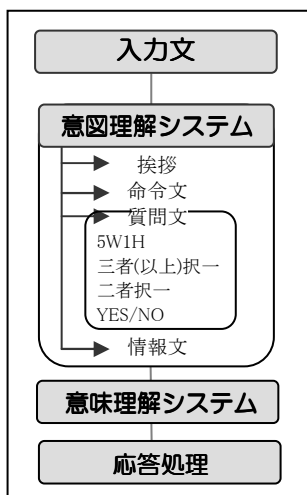 入力文
意図理解システム
挨拶
命令文
質問文
5W1H
三者(以上)択一
二者択一
YES/NO
情報文
意味理解システム
応答処理